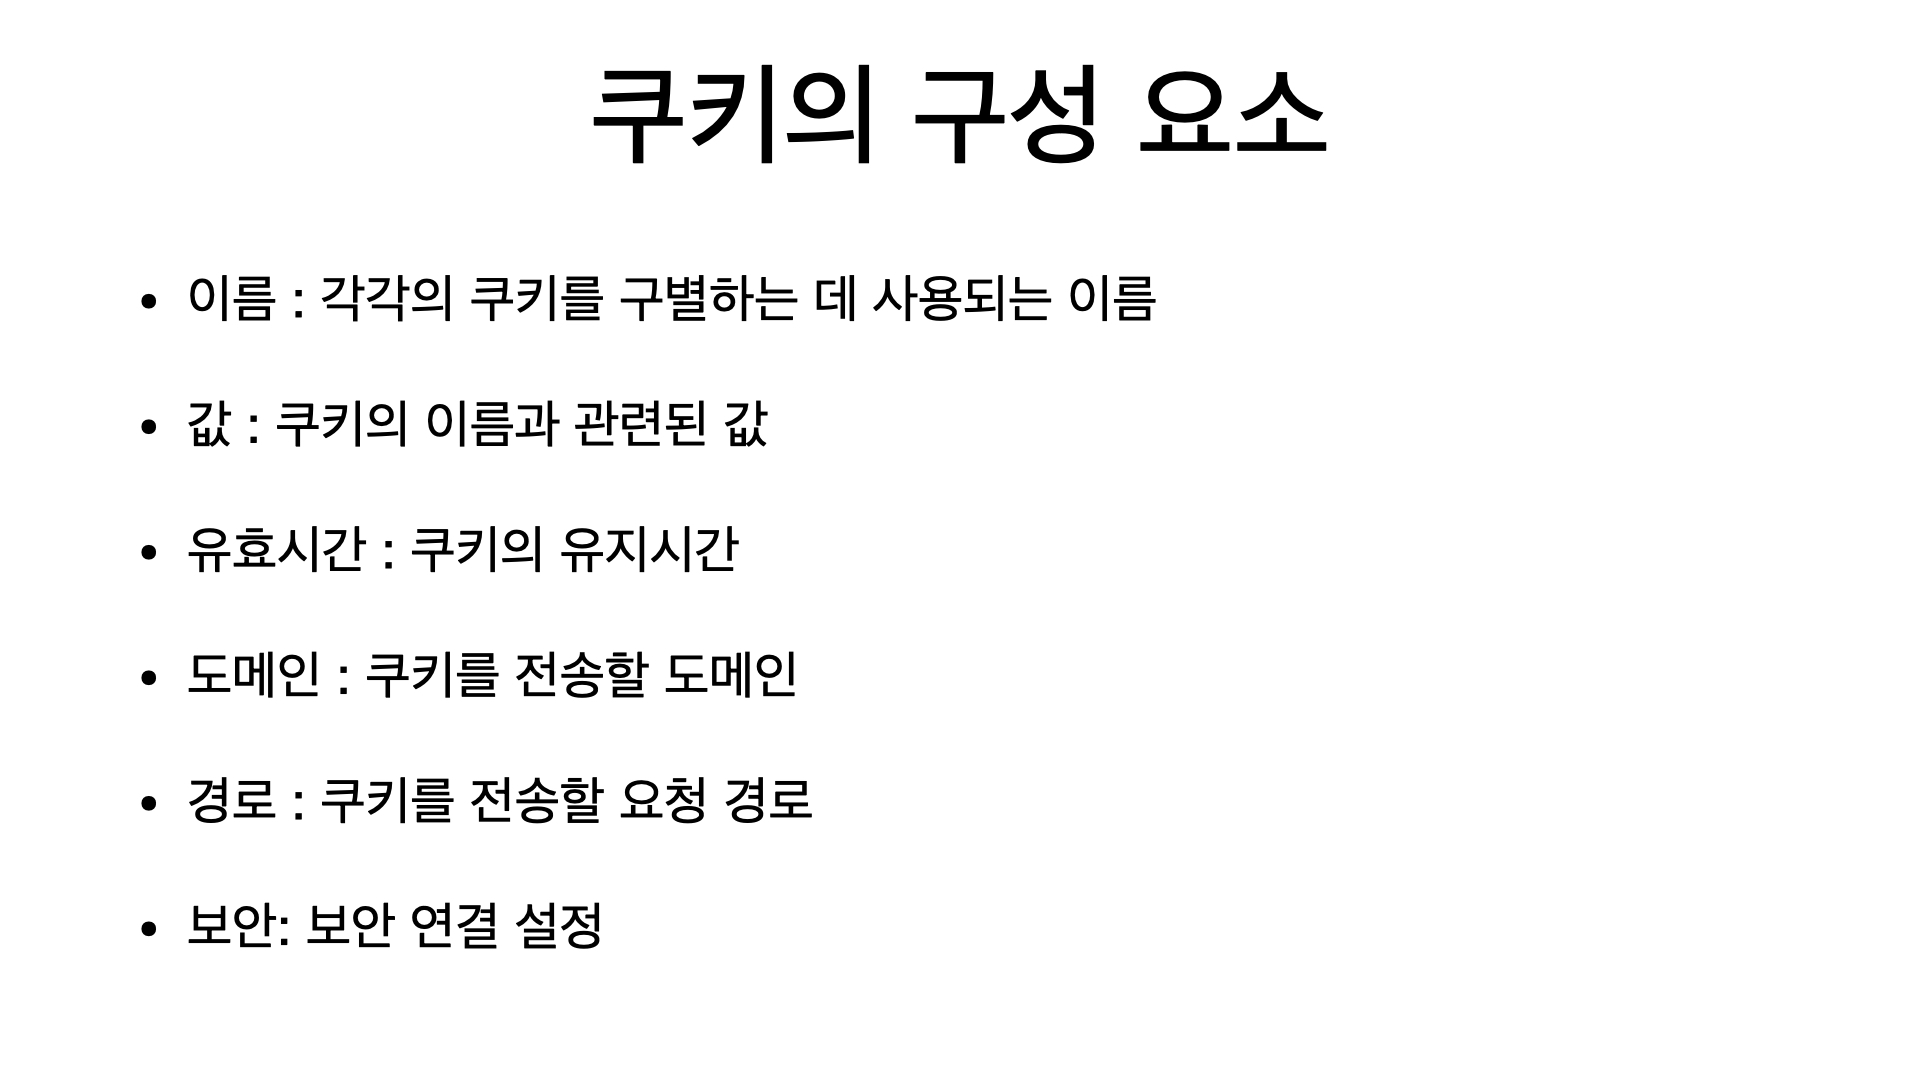 쿠키의 구성 요소
• 이름 : 각각의 쿠키를 구별하는 데 사용되는 이름
• 값 : 쿠키의 이름과 관련된 값
• 유효시간 : 쿠키의 유지시간
• 도메인 : 쿠키를 전송할 도메인
• 경로 : 쿠키를 전송할 요청 경로
• 보안: 보안 연결 설정